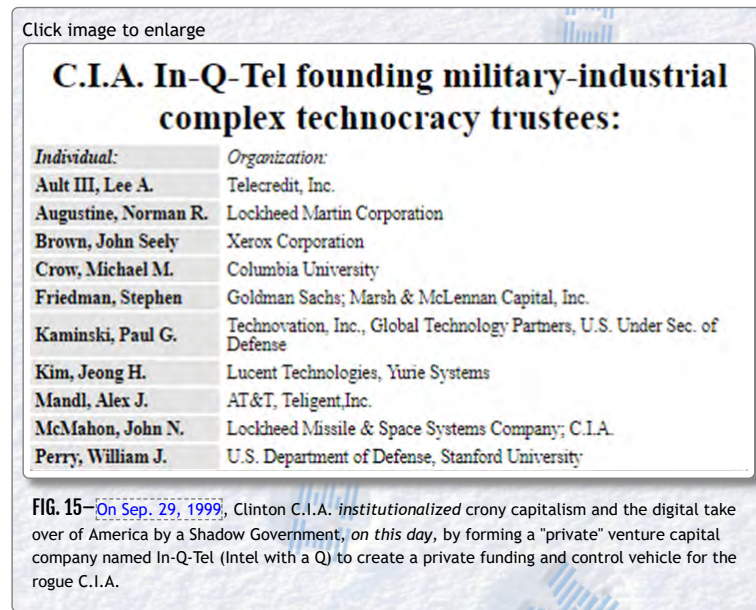 Click image to enlarge
C.I.A. In-Q-Tel founding military-industrial
complex technocracy trustees:
Individual: Organization:
Ault III, Lee A. Telecredit, Inc.
Augustine, Norman R. Lockheed Martin Corporation
Brown, John Seely Xerox Corporation
Crow, Michael M. Columbia University
Friedman, Stephen Goldman Sachs; Marsh & McLennan Capital, Inc.
Kaminski, Paul G. Technovation, Inc., Global Technology Partners, U.S. Under Sec. of
Defense
Kim, Jeong H. Lucent Technologies, Yurie Systems
Mandl, Alex J. AT&T, Teligent,Inc.
McMahon, John N. Lockheed Missile & Space Systems Company; C.I.A.
Perry, William J. U.S. Department of Defense, Stanford University
FIG. 15—On Sep. 29, 1999, Clinton C.I.A. institutionalized crony capitalism and the digital take
over of America by a Shadow Government, on this day, by forming a "private" venture capital
company named In-Q-Tel (Intel with a Q) to create a private funding and control vehicle for the
rogue C.I.A.